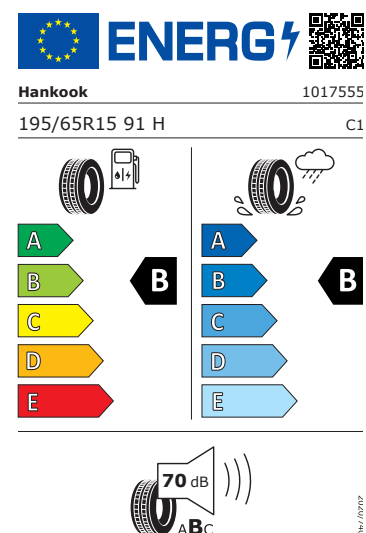 ENERG
Hankook 1017555
195/65R15 91 H C1
A A
B B B B
C C
D D
E E
70 dB
ABC